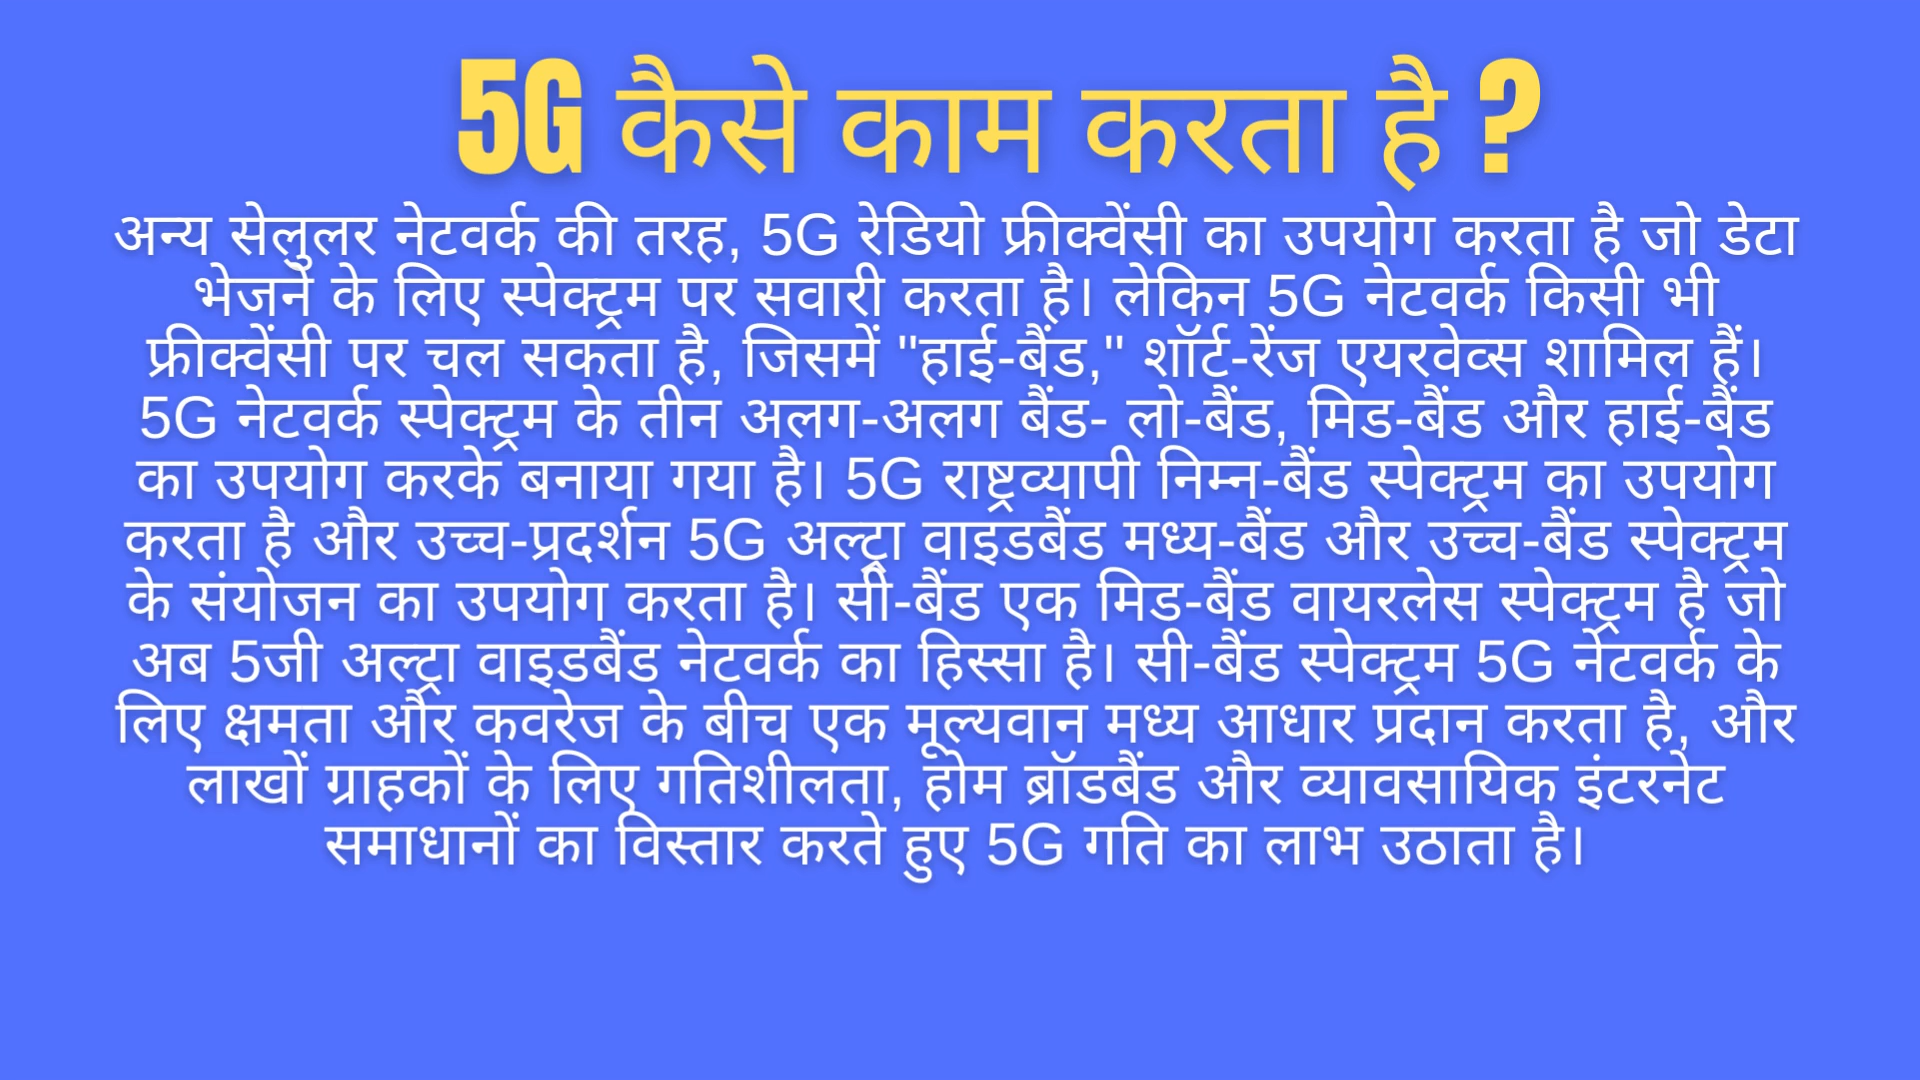 5G कैसे काम करता है ?
अन्य सेलुलर नेटवर्क की तरह, 5G रेडियो फ्रीक्वेंसी का उपयोग करता है जो डेटा
भेजने के लिए स्पेक्ट्रम पर सवारी करता है। लेकिन 5G नेटवर्क किसी भी
फ्रीक्वेंसी पर चल सकता है, जिसमें "हाई-बैंड," शॉर्ट-रेंज एयरवेव्स शामिल हैं।
5G नेटवर्क स्पेक्ट्रम के तीन अलग-अलग बैंड- लो-बैंड, मिड-बैंड और हाई-बैंड
का उपयोग करके बनाया गया है। 5G राष्ट्रव्यापी निम्न-बैंड स्पेक्ट्रम का उपयोग
करता है और उच्च-प्रदर्शन 5G अल्ट्रा वाइडबैंड मध्य-बैंड और उच्च-बैंड स्पेक्ट्रम
के संयोजन का उपयोग करता है। सी-बैंड एक मिड-बैंड वायरलेस स्पेक्ट्रम है जो
अब 5जी अल्ट्रा वाइडबैंड नेटवर्क का हिस्सा है। सी-बैंड स्पेक्ट्रम 5G नेटवर्क के
लिए क्षमता और कवरेज के बीच एक मूल्यवान मध्य आधार प्रदान करता है, और
लाखों ग्राहकों के लिए गतिशीलता, होम ब्रॉडबैंड और व्यावसायिक इंटरनेट
समाधानों का विस्तार करते हुए 5G गति का लाभ उठाता है।